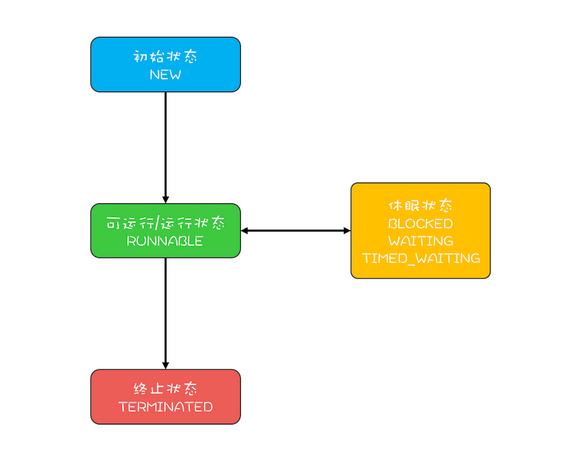 初始状态
NEW
可运行/运行状态
RUNNABLE
休眠状态
BLOCKED
WAITING
TIMED_WAITING
终止状态
TERMINATED